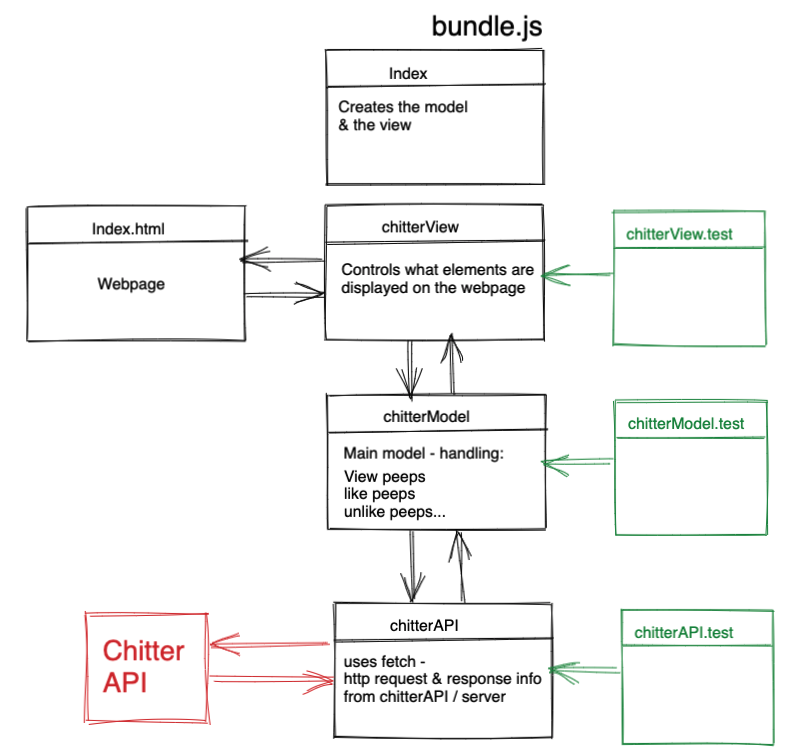 bundle.js
Index
Creates the model
& the view
Index.html
Webpage
chitterView
Controls what elements are
displayed on the webpage
chitterView.test
chitterModel
Main model - handling:
View peeps
like peeps
unlike peeps...
chitterModel.test
Chitter
API
chitterAPI
uses fetch -
http request & response info
from chitterAPI / server
chitterAPI.test